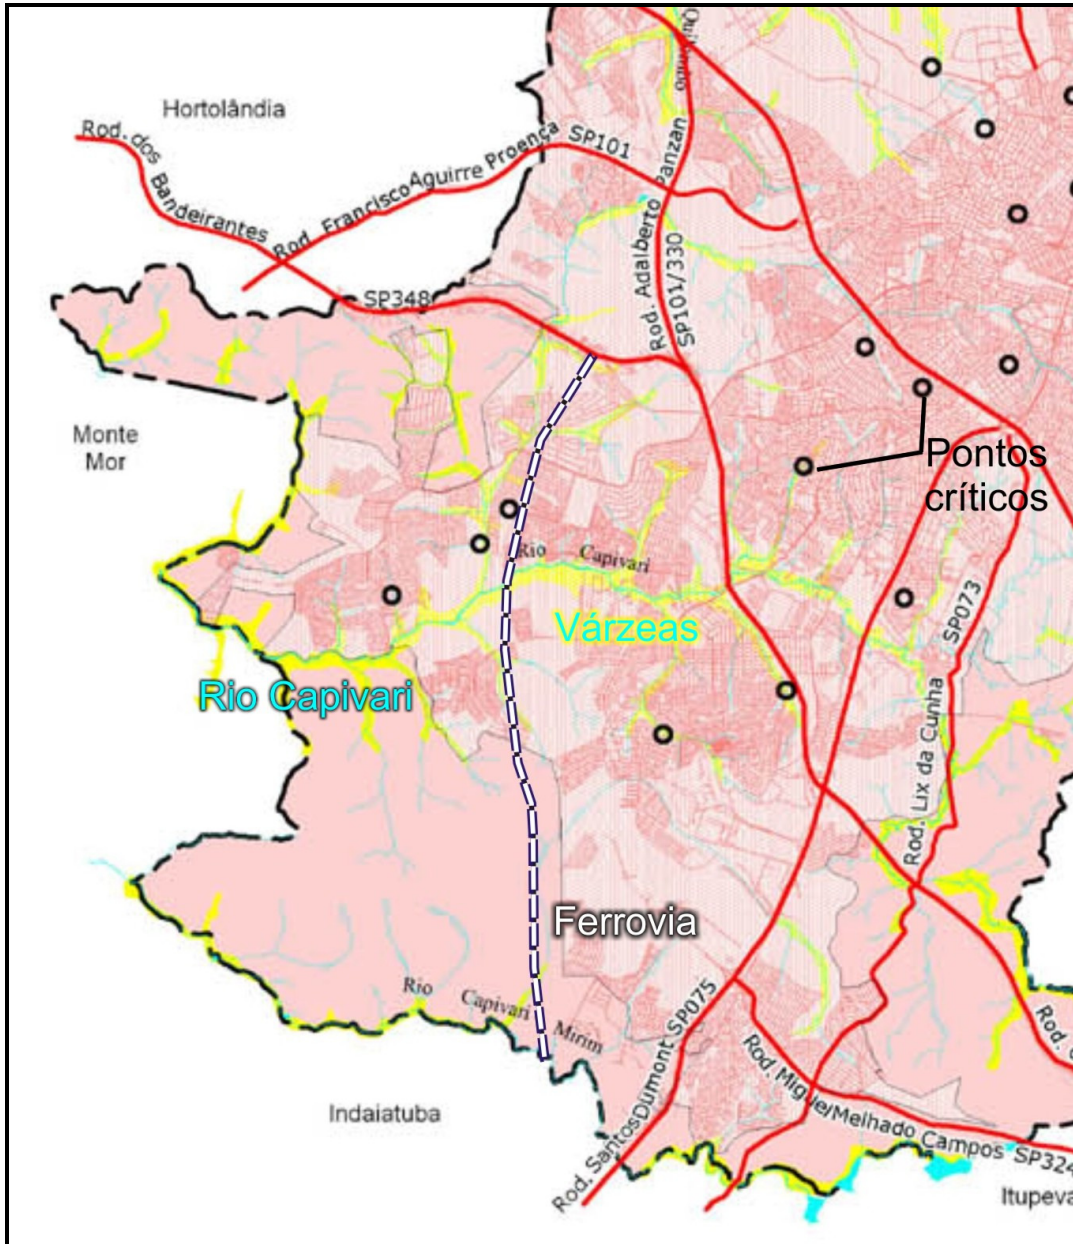 Quirinho
Hortolândia
Rod. dos Bandeirantes
Rod. Francisco Aguirre Proença SP101
Rod. Adalberto Panzan
SP101/330
SP348
Monte
Mor
Pontos
críticos
Rio Capivari
SP073
Várzeas
Rio Capivari
Rod. Lix da Cunha
Ferrovia
Rio Capivari Mirim
Rod. Santos Dumont SP075
Rod.
Rod. Miguel Melhado Campos SP324
Indaiatuba
Itupeva